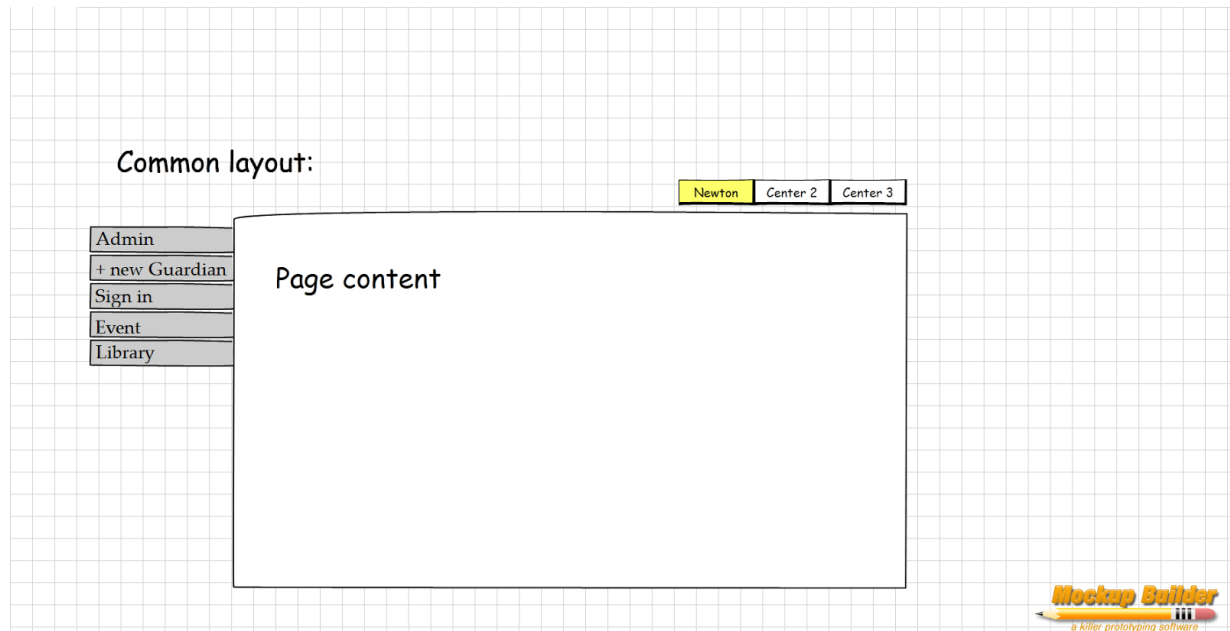 Common layout:
Newton Center 2 Center 3
Admin
+ new Guardian
Page content
Sign in
Event
Library
Mockup Builder
a killer prototyping software